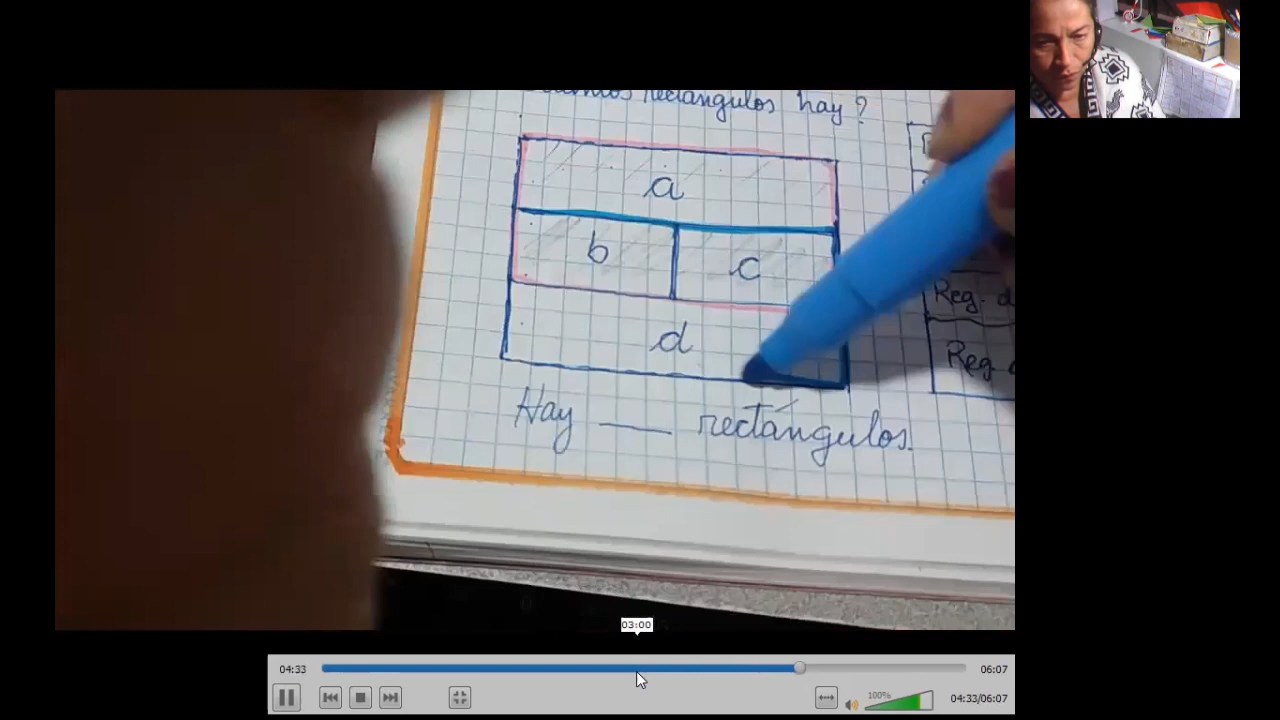 rectángulos hay?
a
b
c
d
Hay ___ rectángulos.
Reg. d
Reg.
03:00
04:33
06:07
100%
04:33/06:07